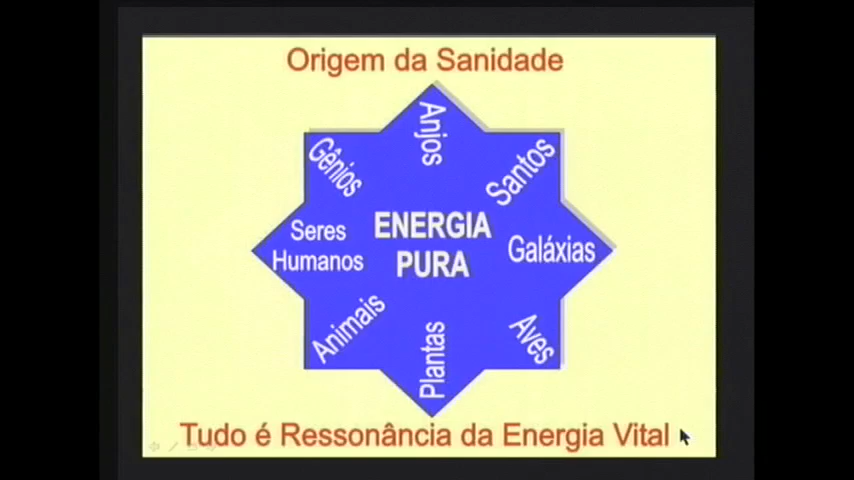 Origem da Sanidade
Anjos
Gênios
Santos
Seres
Humanos
ENERGIA
PURA
Galáxias
Animais
Plantas
Aves
Tudo é Ressonância da Energia Vital